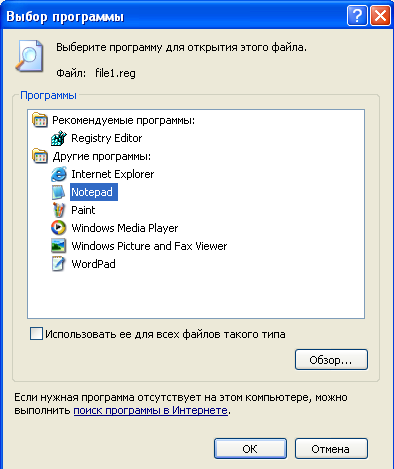 Выбор программы
Выберите программу для открытия этого файла.
Файл: file1.reg
Программы
Рекомендуемые программы:
Registry Editor
Другие программы:
Internet Explorer
Notepad
Paint
Windows Media Player
Windows Picture and Fax Viewer
WordPad
Использовать ее для всех файлов такого типа
Обзор...
Если нужная программа отсутствует на этом компьютере, можно
выполнить поиск программы в Интернете.
ОК
Отмена